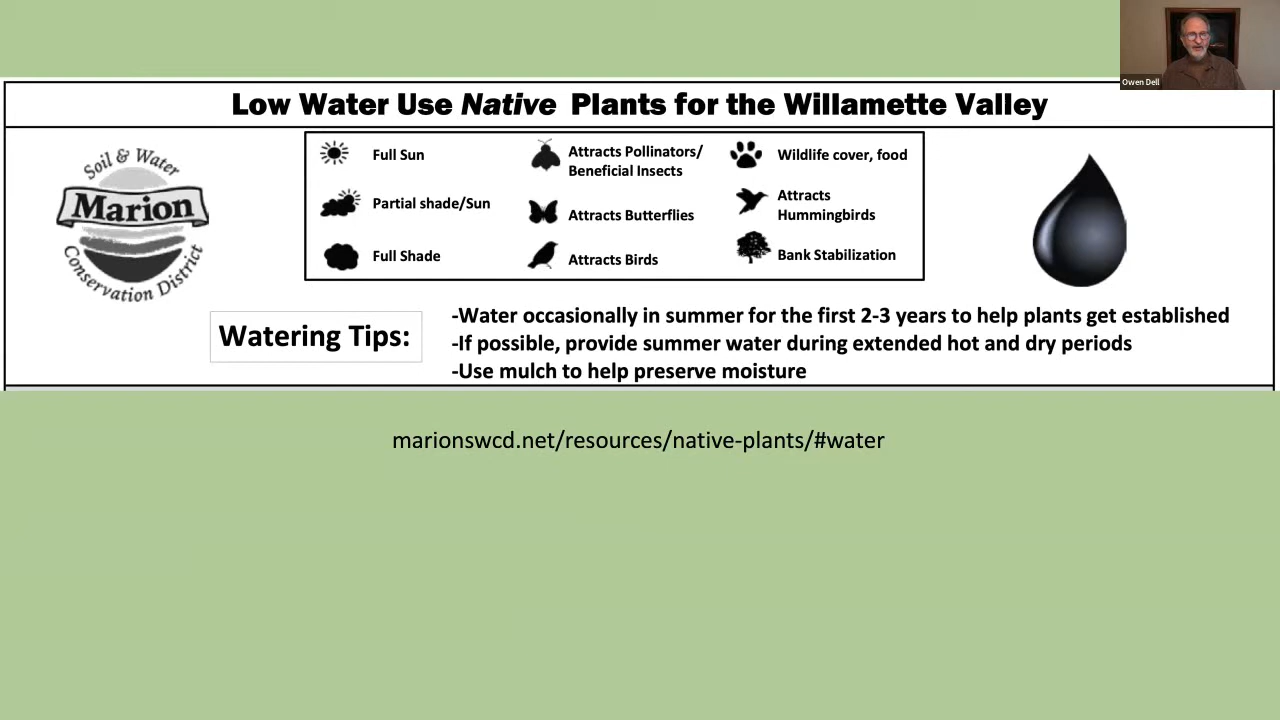 Owen Dell
Low Water Use Native Plants for the Willamette Valley
Soil & Water
Marion
Conservation District
Full Sun
Partial shade/Sun
Full Shade
Attracts Pollinators/
Beneficial Insects
Attracts Butterflies
Attracts Birds
Wildlife cover, food
Attracts
Hummingbirds
Bank Stabilization
Watering Tips:
-Water occasionally in summer for the first 2-3 years to help plants get established
-If possible, provide summer water during extended hot and dry periods
-Use mulch to help preserve moisture
marionswcd.net/resources/native-plants/#water